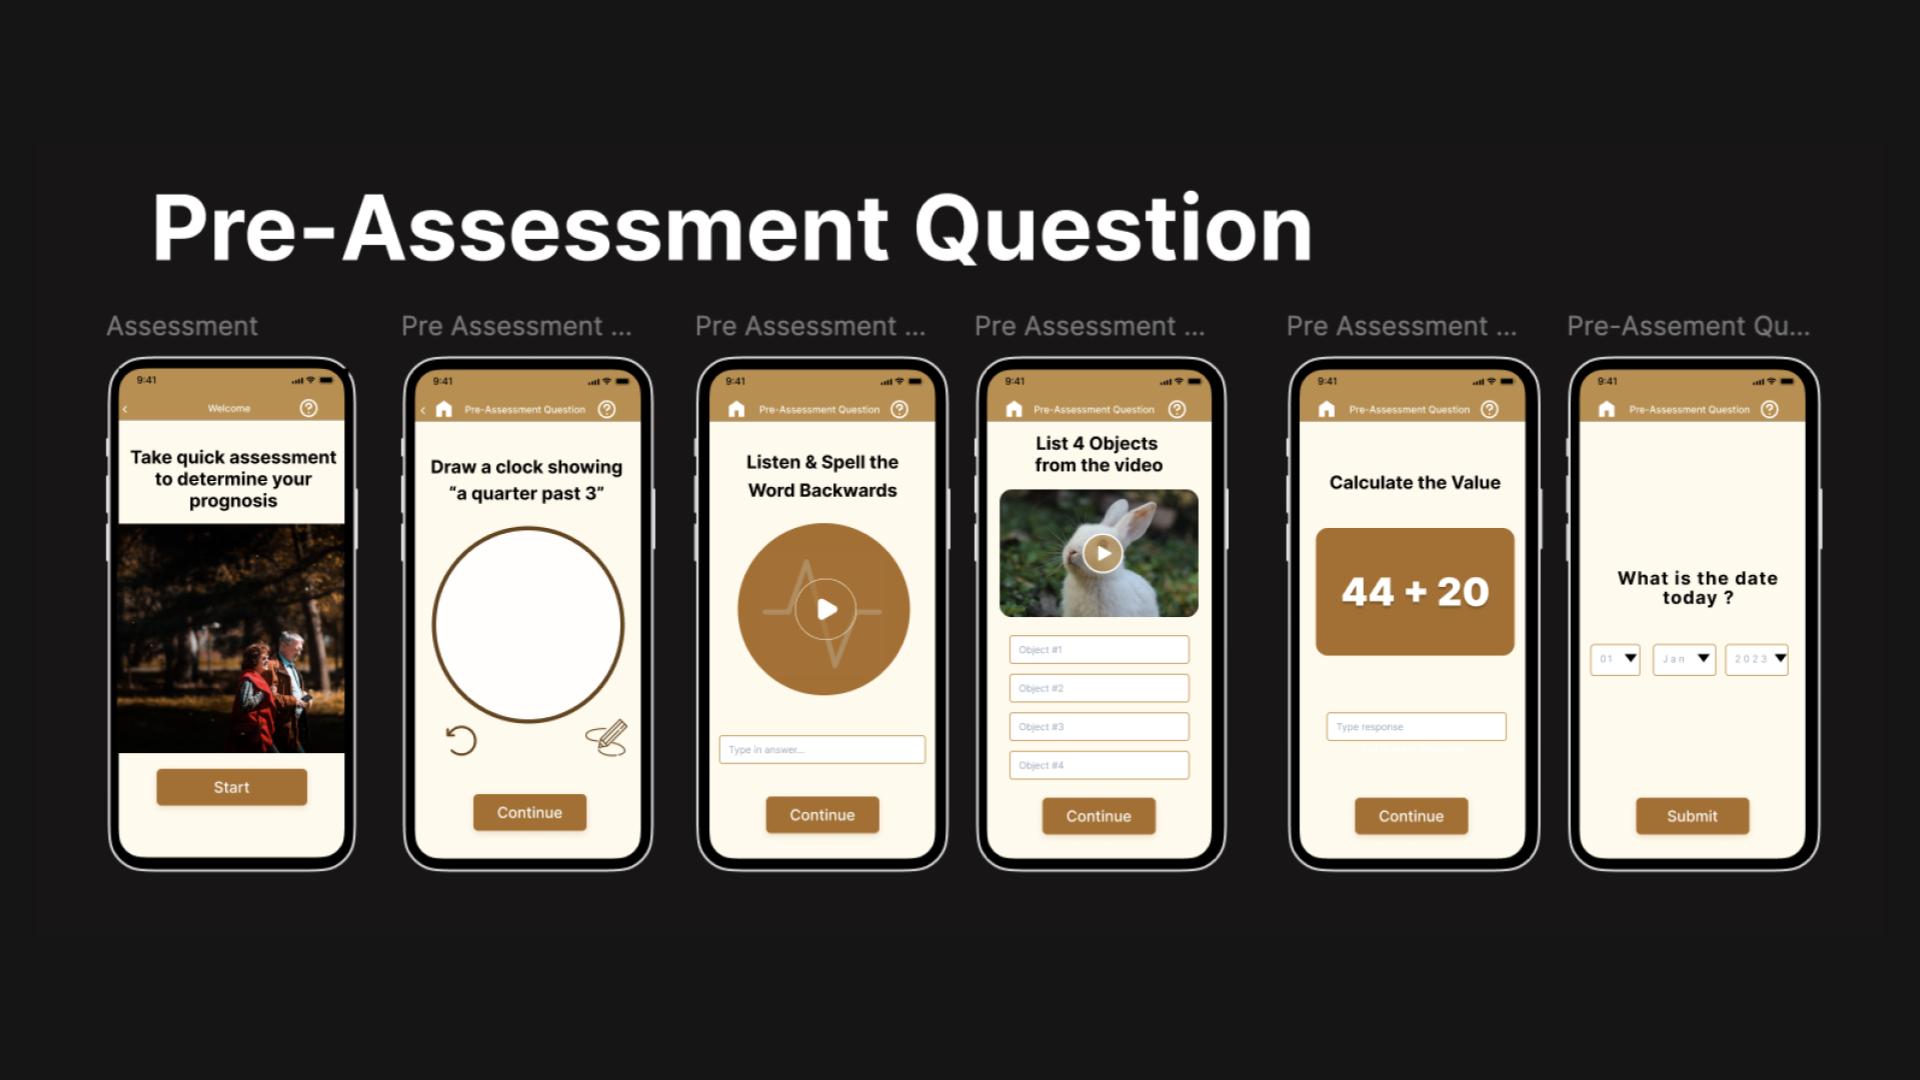 Pre-Assessment Question
Assessment
9:41
Welcome
Take quick assessment
to determine your
prognosis
Start
Pre Assessment ...
9:41
Pre-Assessment Question
Draw a clock showing
“a quarter past 3”
Continue
Pre Assessment ...
9:41
Pre-Assessment Question
Listen & Spell the
Word Backwards
Type in answer...
Continue
Pre Assessment ...
9:41
Pre-Assessment Question
List 4 Objects
from the video
Object #1
Object #2
Object #3
Object #4
Continue
Pre Assessment ...
9:41
Pre-Assessment Question
Calculate the Value
44 + 20
Type response
Continue
Pre-Assement Qu...
9:41
Pre-Assessment Question
What is the date
today ?
01 Jan 2023
Submit